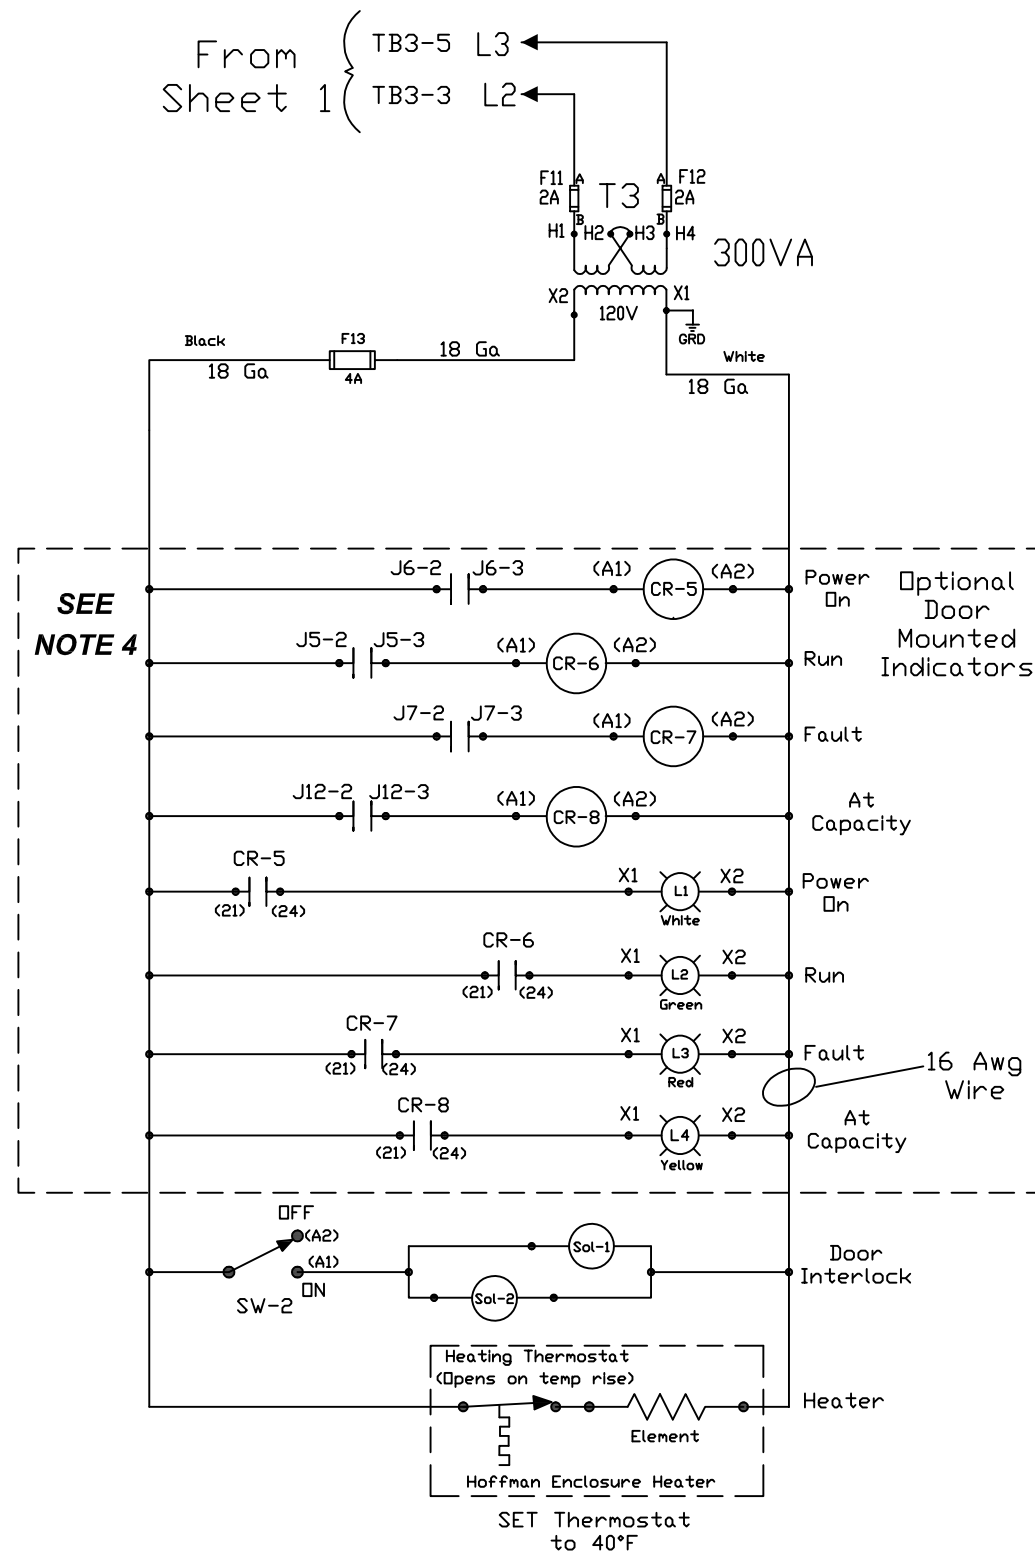 From
Sheet 1
TB3-5 L3
TB3-3 L2
F11 A
2A
B
T3
A F12
2A
B
H1 H2 H3 H4
300VA
X2 X1
120V
GRD
Black
18 Ga
F13
4A
18 Ga
White
18 Ga
SEE
NOTE 4
Optional
Door
Mounted
Indicators
J6-2 J6-3 (A1) CR-5 (A2) Power
On
J5-2 J5-3 (A1) CR-6 (A2) Run
J7-2 J7-3 (A1) CR-7 (A2) Fault
J12-2 J12-3 (A1) CR-8 (A2) At
Capacity
CR-5
(21) (24)
X1 L1 X2
White
Power
On
CR-6
(21) (24)
X1 L2 X2
Green
Run
CR-7
(21) (24)
X1 L3 X2
Red
Fault
16 Awg
Wire
CR-8
(21) (24)
X1 L4 X2
Yellow
At
Capacity
OFF
(A2)
(A1)
ON
SW-2
Sol-1
Sol-2
Door
Interlock
Heating Thermostat
(Opens on temp rise)
Element
Heater
Hoffman Enclosure Heater
SET Thermostat
to 40°F